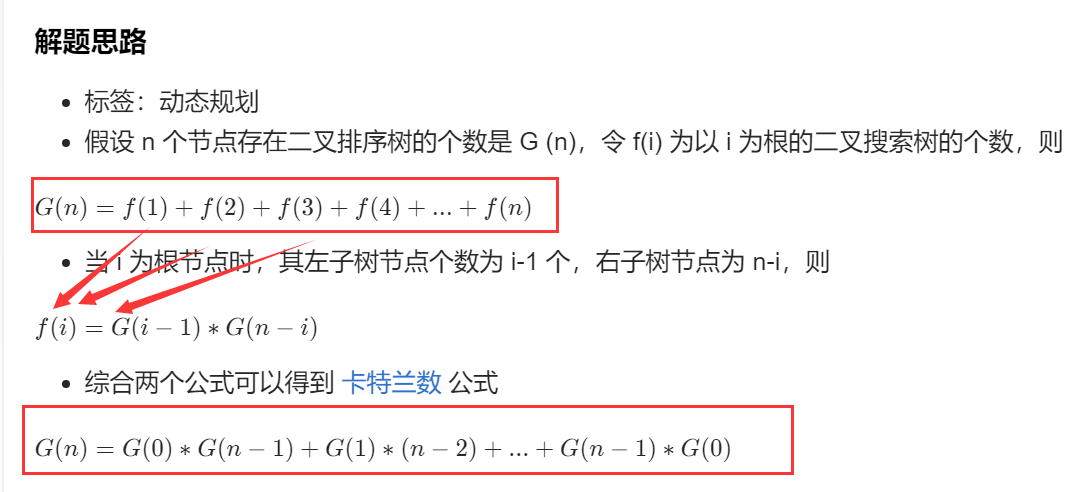 解题思路
• 标签：动态规划
• 假设 n 个节点存在二叉排序树的个数是 G (n)，令 f(i) 为以 i 为根的二叉搜索树的个数，则
G(n) = f(1) + f(2) + f(3) + f(4) + ... + f(n)
• 当 i 为根节点时，其左子树节点个数为 i-1 个，右子树节点为 n-i，则
f(i) = G(i − 1) ∗ G(n − i)
• 综合两个公式可以得到 卡特兰数 公式
G(n) = G(0) ∗ G(n − 1) + G(1) ∗ (n − 2) + ... + G(n − 1) ∗ G(0)